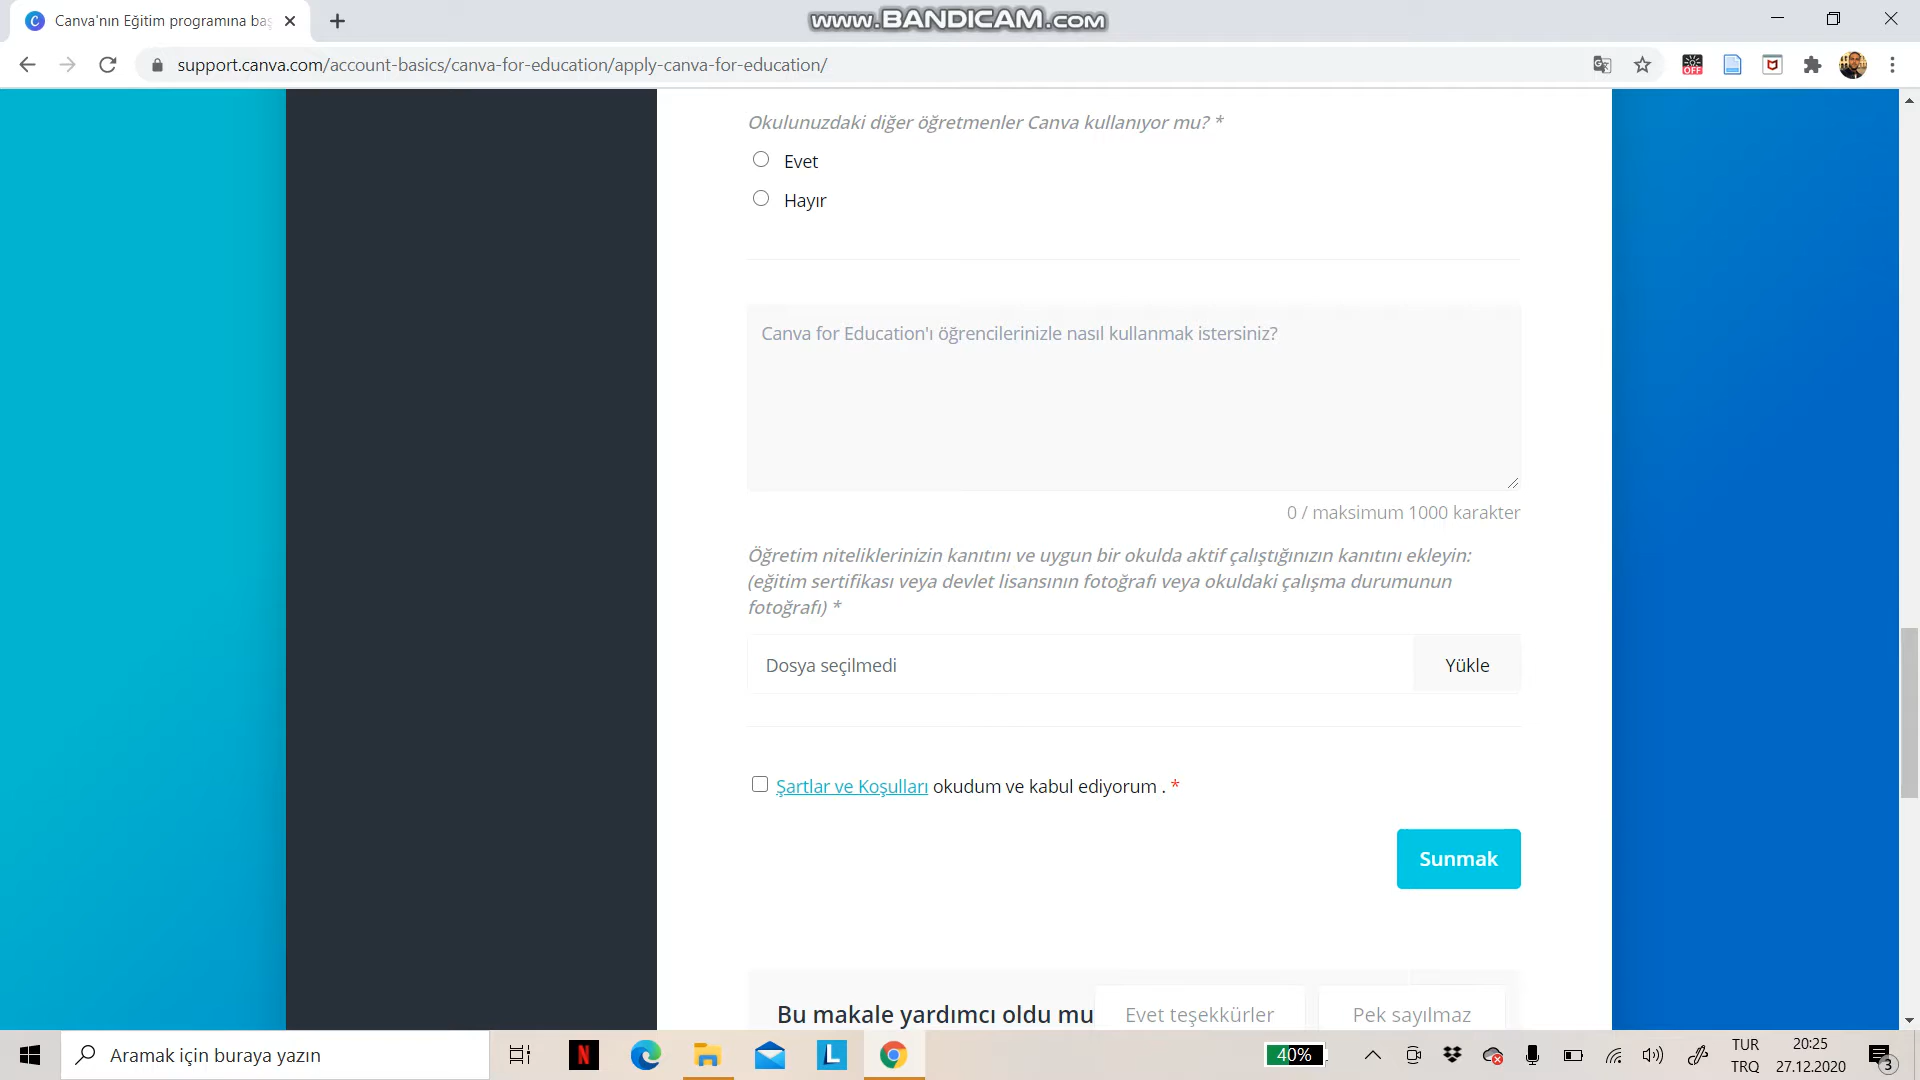 Canva'nın Eğitim programına baş
www.BANDICAM.com
support.canva.com/account-basics/canva-for-education/apply-canva-for-education/
OFF
Okulunuzdaki diğer öğretmenler Canva kullanıyor mu? *
Evet
Hayır
Canva for Education'ı öğrencilerinizle nasıl kullanmak istersiniz?
0 / maksimum 1000 karakter
Öğretim niteliklerinizin kanıtını ve uygun bir okulda aktif çalıştığınızın kanıtını ekleyin:
(eğitim sertifikası veya devlet lisansının fotoğrafı veya okuldaki çalışma durumunun
fotoğrafı) *
Dosya seçilmedi
Yükle
Şartlar ve Koşulları okudum ve kabul ediyorum . *
Sunmak
Bu makale yardımcı oldu mu
Evet teşekkürler
Pek sayılmaz
Aramak için buraya yazın
N
L
40%
TUR
TRQ
20:25
27.12.2020
3